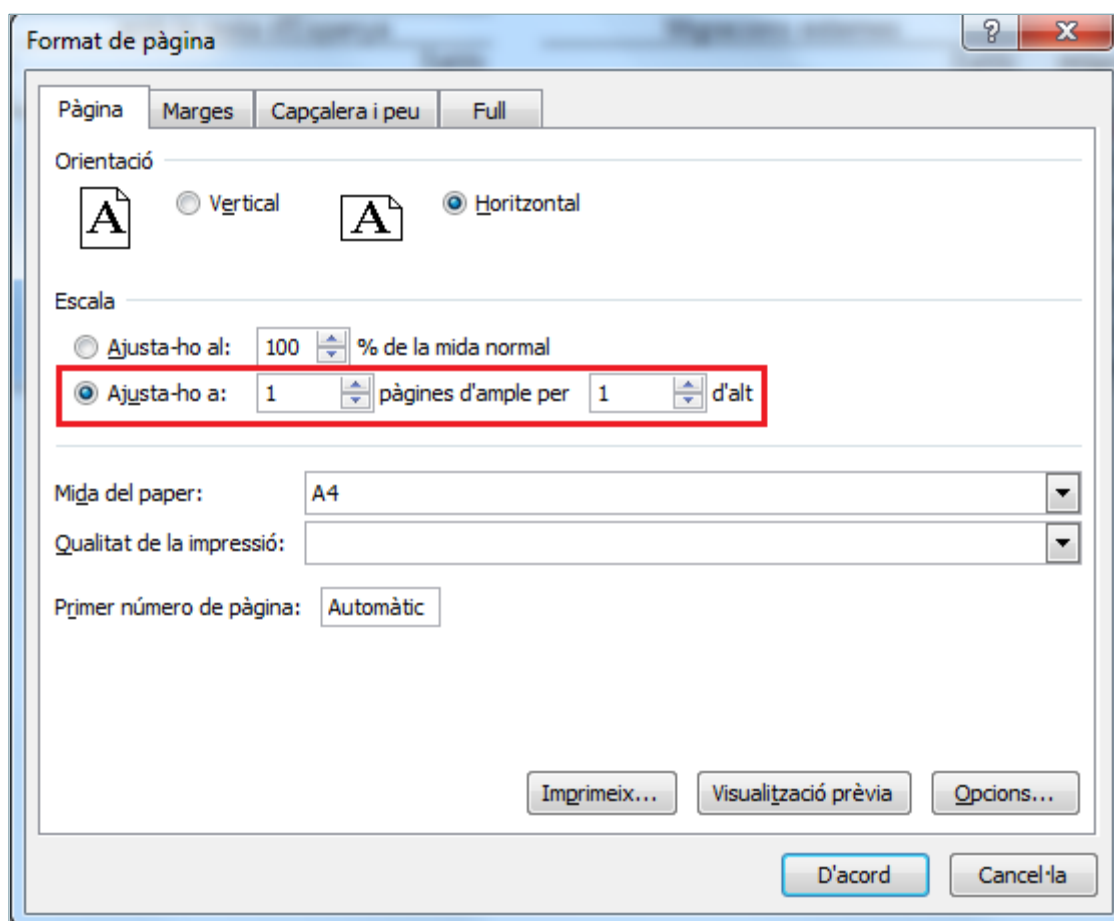 Format de pàgina
Pàgina Marges Capçalera i peu Full
Orientació
A Vertical A Horitzontal
Escala
Ajusta-ho al: 100 % de la mida normal
Ajusta-ho a: 1 pàgines d'ample per 1 d'alt
Mida del paper: A4
Qualitat de la impressió:
Primer número de pàgina: Automàtic
Imprimeix... Visualització prèvia Opcions...
D'acord Cancel·la